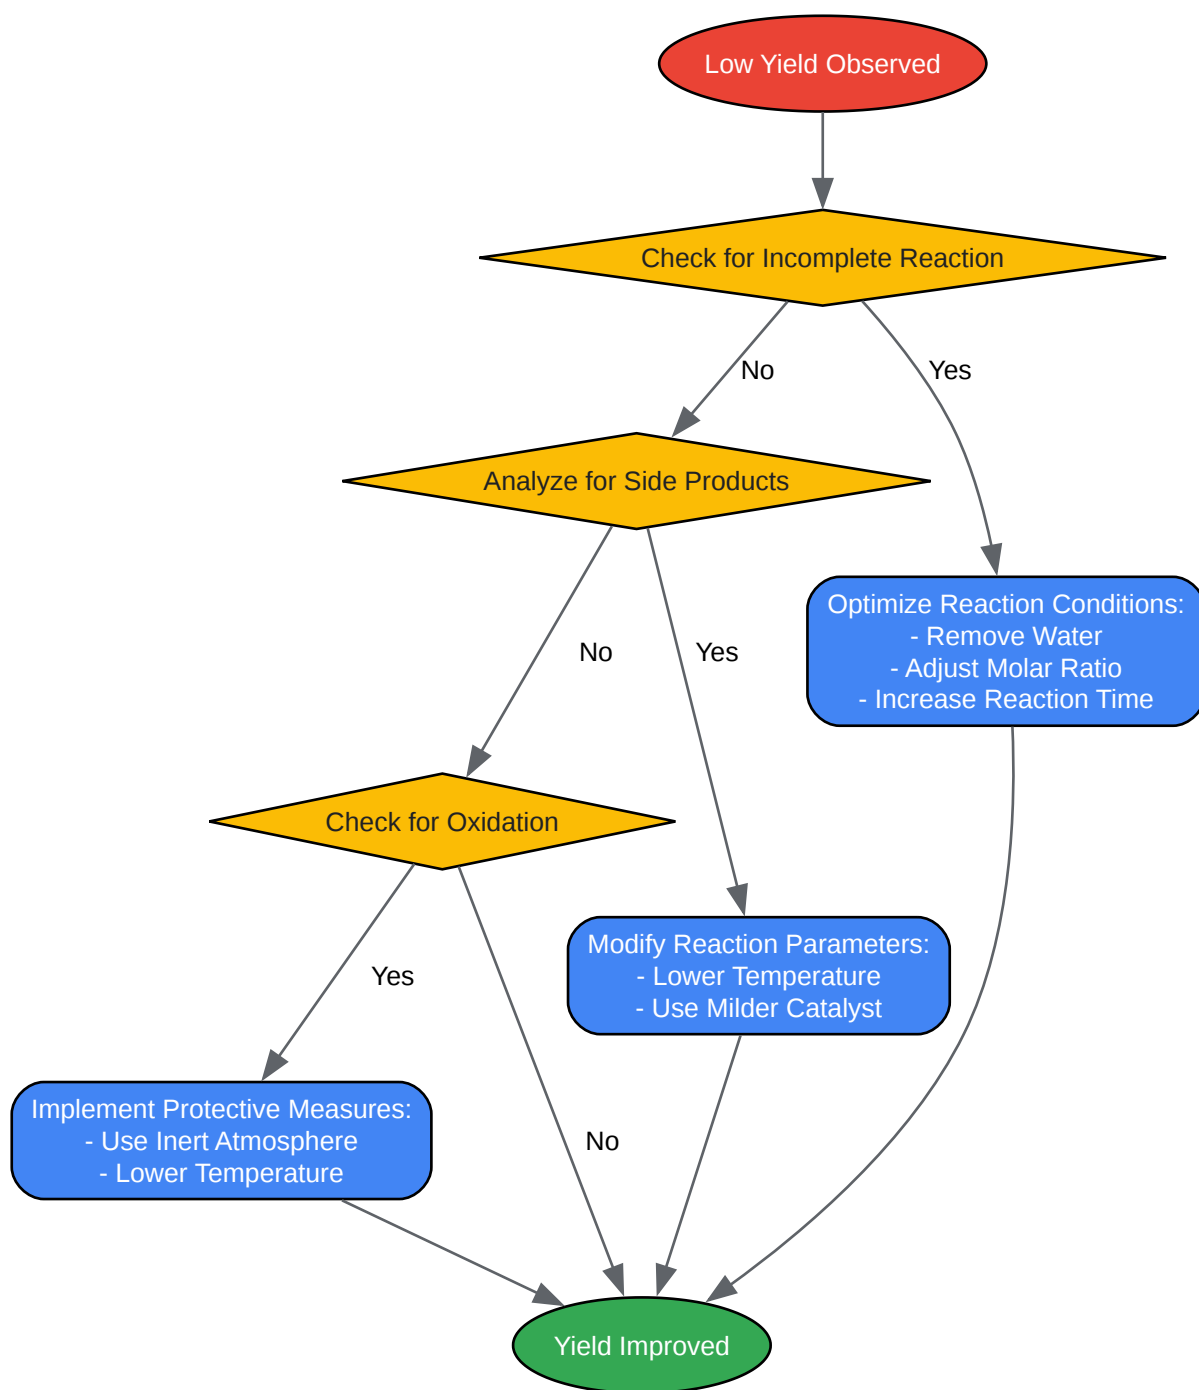 Low Yield Observed
Check for Incomplete Reaction
No
Yes
Analyze for Side Products
Optimize Reaction Conditions:
- Remove Water
- Adjust Molar Ratio
- Increase Reaction Time
No
Yes
Check for Oxidation
Modify Reaction Parameters:
- Lower Temperature
- Use Milder Catalyst
Yes
Implement Protective Measures:
- Use Inert Atmosphere
- Lower Temperature
No
Yield Improved